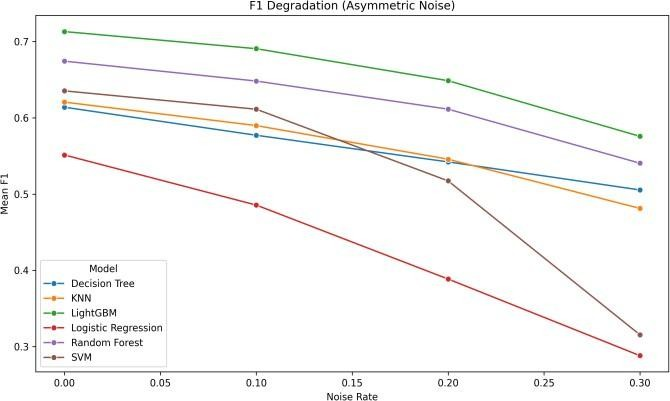 F1 Degradation (Asymmetric Noise)
0.7
0.6
0.5
0.4
0.3
Mean F1
Model
Decision Tree
KNN
LightGBM
Logistic Regression
Random Forest
SVM
0.00 0.05 0.10 0.15 0.20 0.25 0.30
Noise Rate